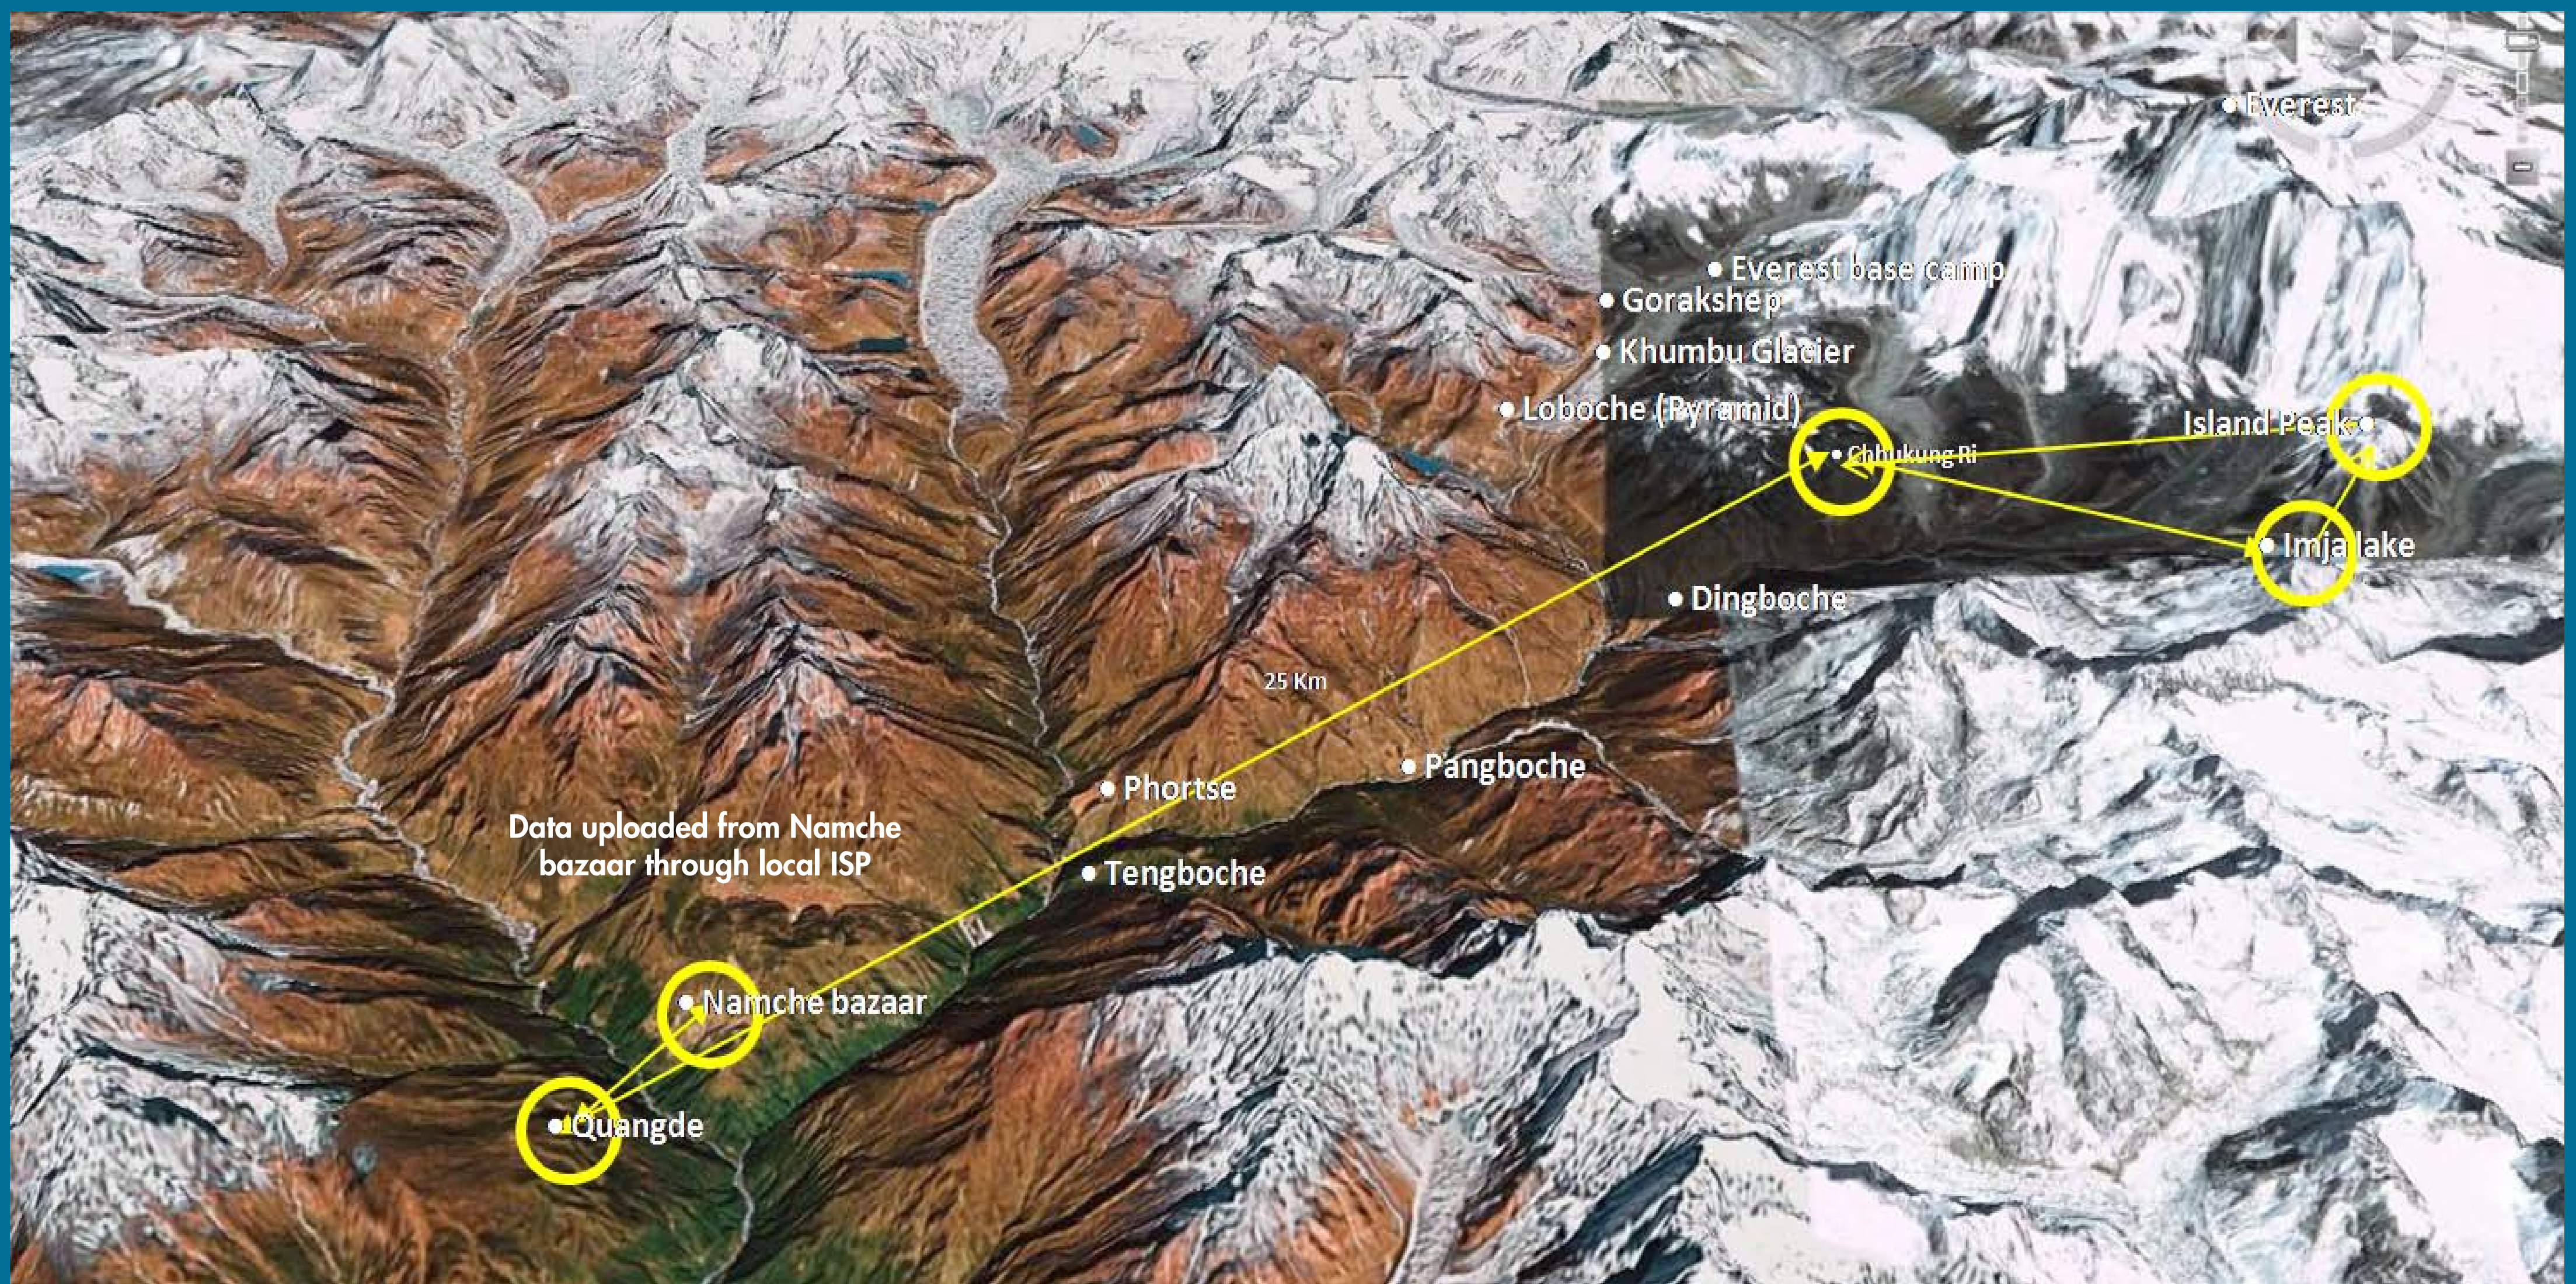 Everest
Everest base camp
Gorakshep
Khumbu Glacier
Loboche (Pyramid)
Island Peak
Chhukung Ri
Imja lake
Dingboche
25 Km
Pangboche
Phortse
Data uploaded from Namche
bazaar through local ISP
Tengboche
Namche bazaar
Quangde